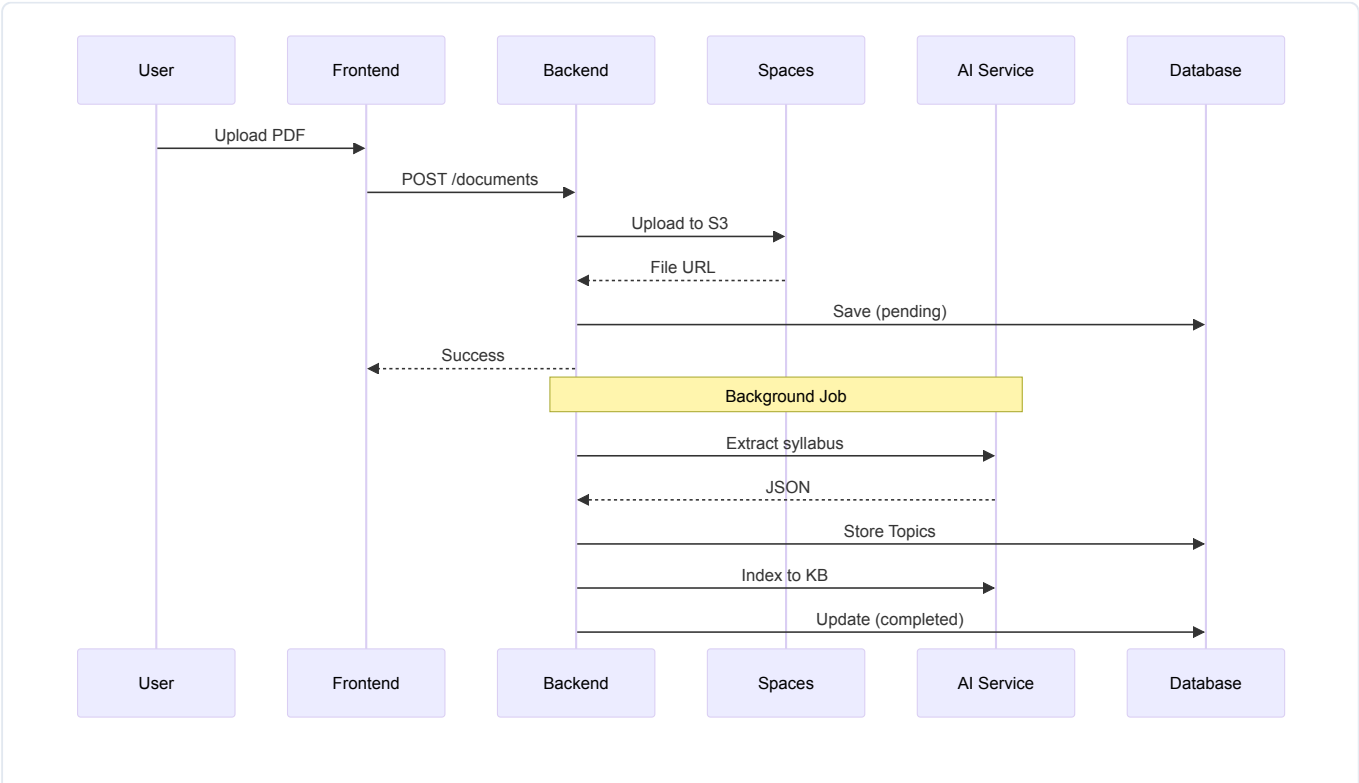 User Frontend Backend Spaces AI Service Database
Upload PDF
POST /documents
Upload to S3
File URL
Save (pending)
Success
Background Job
Extract syllabus
JSON
Store Topics
Index to KB
Update (completed)
User Frontend Backend Spaces AI Service Database